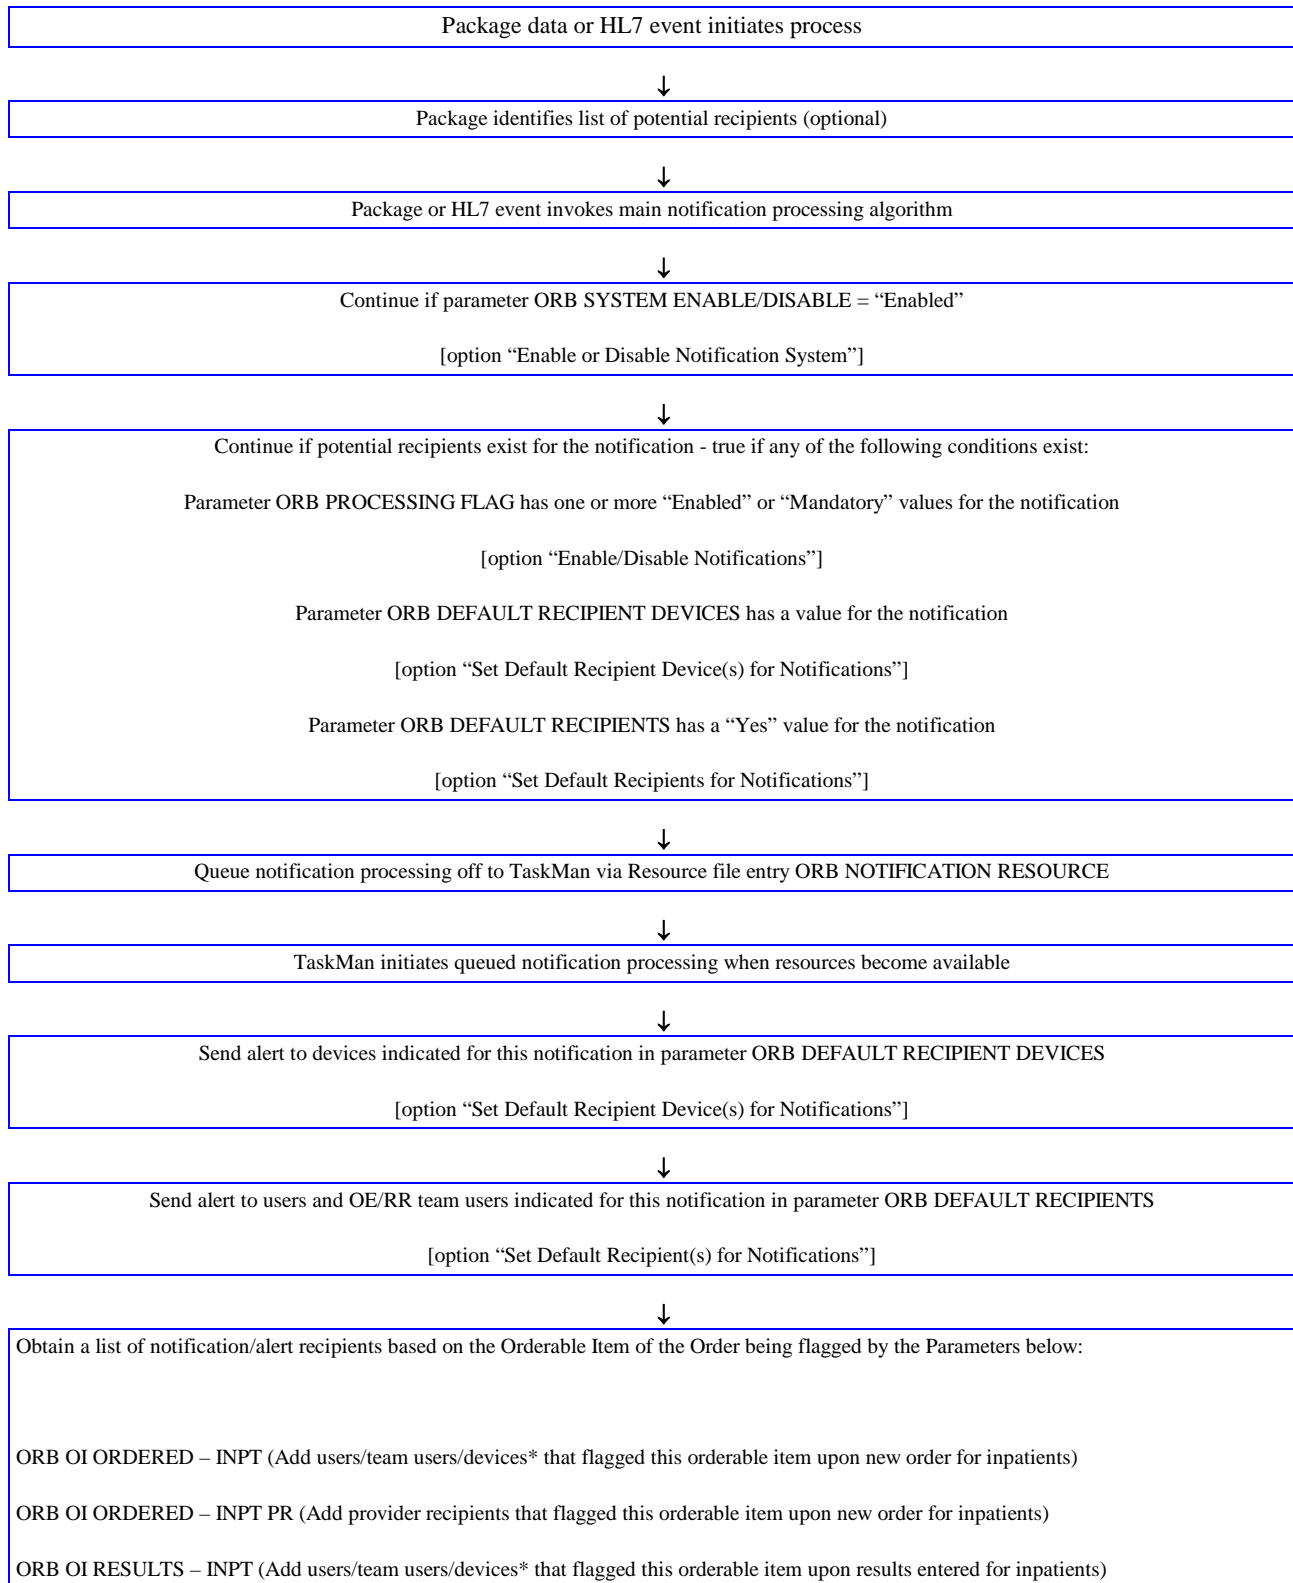 Package data or HL7 event initiates process
↓
Package identifies list of potential recipients (optional)
↓
Package or HL7 event invokes main notification processing algorithm
↓
Continue if parameter ORB SYSTEM ENABLE/DISABLE = “Enabled”
[option “Enable or Disable Notification System”]
↓
Continue if potential recipients exist for the notification - true if any of the following conditions exist:
Parameter ORB PROCESSING FLAG has one or more “Enabled” or “Mandatory” values for the notification
[option “Enable/Disable Notifications”]
Parameter ORB DEFAULT RECIPIENT DEVICES has a value for the notification
[option “Set Default Recipient Device(s) for Notifications”]
Parameter ORB DEFAULT RECIPIENTS has a “Yes” value for the notification
[option “Set Default Recipients for Notifications”]
↓
Queue notification processing off to TaskMan via Resource file entry ORB NOTIFICATION RESOURCE
↓
TaskMan initiates queued notification processing when resources become available
↓
Send alert to devices indicated for this notification in parameter ORB DEFAULT RECIPIENT DEVICES
[option “Set Default Recipient Device(s) for Notifications”]
↓
Send alert to users and OE/RR team users indicated for this notification in parameter ORB DEFAULT RECIPIENTS
[option “Set Default Recipient(s) for Notifications”]
↓
Obtain a list of notification/alert recipients based on the Orderable Item of the Order being flagged by the Parameters below:
ORB OI ORDERED – INPT (Add users/team users/devices* that flagged this orderable item upon new order for inpatients)
ORB OI ORDERED – INPT PR (Add provider recipients that flagged this orderable item upon new order for inpatients)
ORB OI RESULTS – INPT (Add users/team users/devices* that flagged this orderable item upon results entered for inpatients)